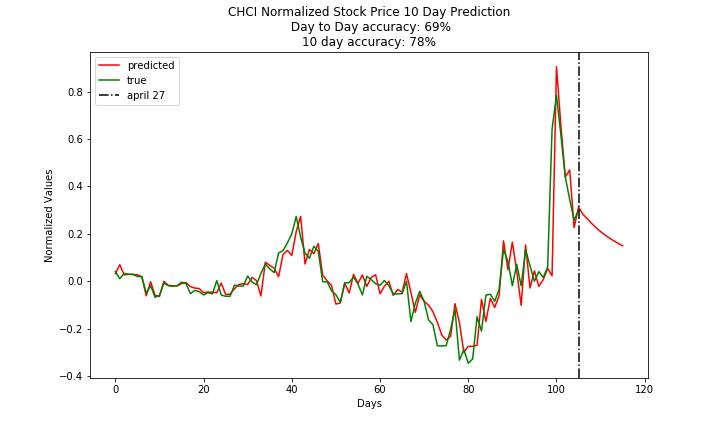 CHCI Normalized Stock Price 10 Day Prediction
Day to Day accuracy: 69%
10 day accuracy: 78%
predicted
true
april 27
Normalized Values
0.8
0.6
0.4
0.2
0.0
−0.2
−0.4
0 20 40 60 80 100 120
Days